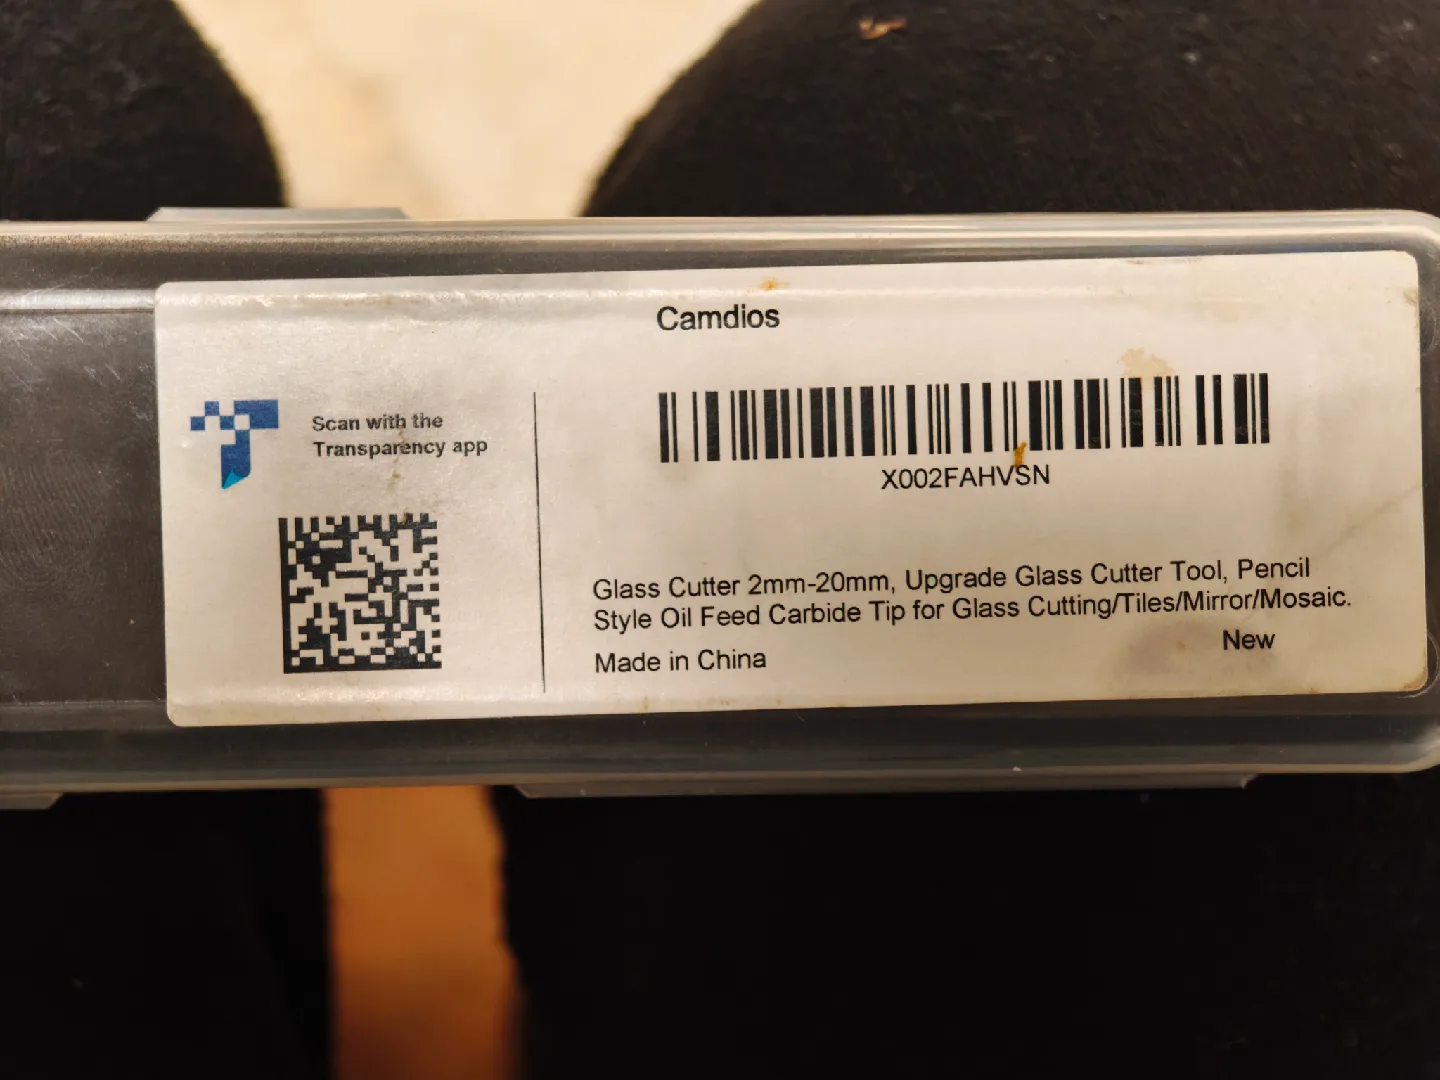 Camdios
Scan with the
Transparency app
X002FAHVSN
Glass Cutter 2mm-20mm, Upgrade Glass Cutter Tool, Pencil
Style Oil Feed Carbide Tip for Glass Cutting/Tiles/Mirror/Mosaic.
New
Made in China